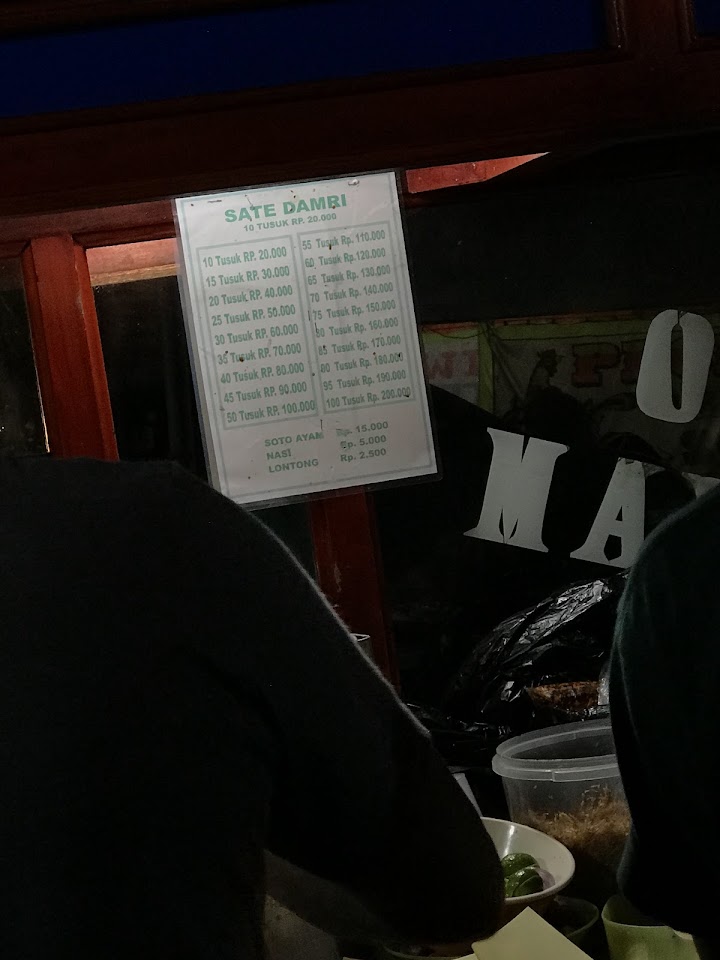 SATE DAMRI
10 TUSUK RP. 20.000
10 Tusuk RP. 20.000
15 Tusuk RP. 30.000
20 Tusuk RP. 40.000
25 Tusuk RP. 50.000
30 Tusuk RP. 60.000
35 Tusuk RP. 70.000
40 Tusuk RP. 80.000
45 Tusuk RP. 90.000
50 Tusuk RP. 100.000
55 Tusuk Rp. 110.000
60 Tusuk Rp.120.000
65 Tusuk Rp. 130.000
70 Tusuk Rp. 140.000
75 Tusuk Rp. 150.000
80 Tusuk Rp. 160.000
85 Tusuk Rp. 170.000
90 Tusuk Rp. 180.000
95 Tusuk Rp. 190.000
100 Tusuk Rp. 200.000
SOTO AYAM Rp. 15.000
NASI Rp. 5.000
LONTONG Rp. 2.500
O
MA